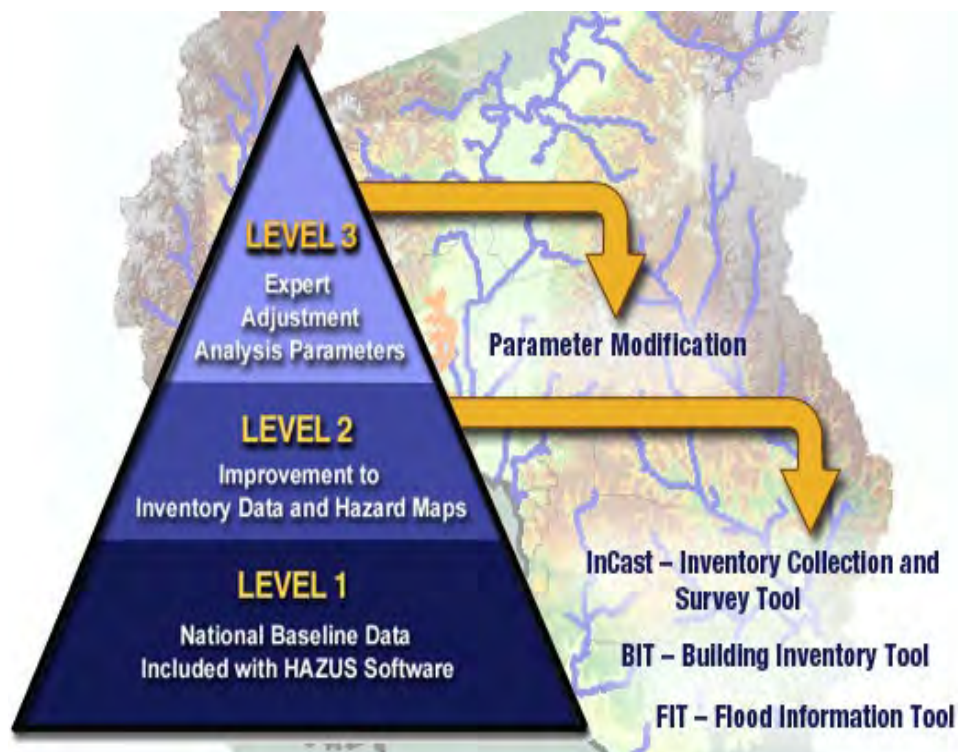 LEVEL 3
Expert
Adjustment
Analysis Parameters
Parameter Modification
LEVEL 2
Improvement to
Inventory Data and Hazard Maps
InCast – Inventory Collection and
Survey Tool
BIT – Building Inventory Tool
FIT – Flood Information Tool
LEVEL 1
National Baseline Data
Included with HAZUS Software